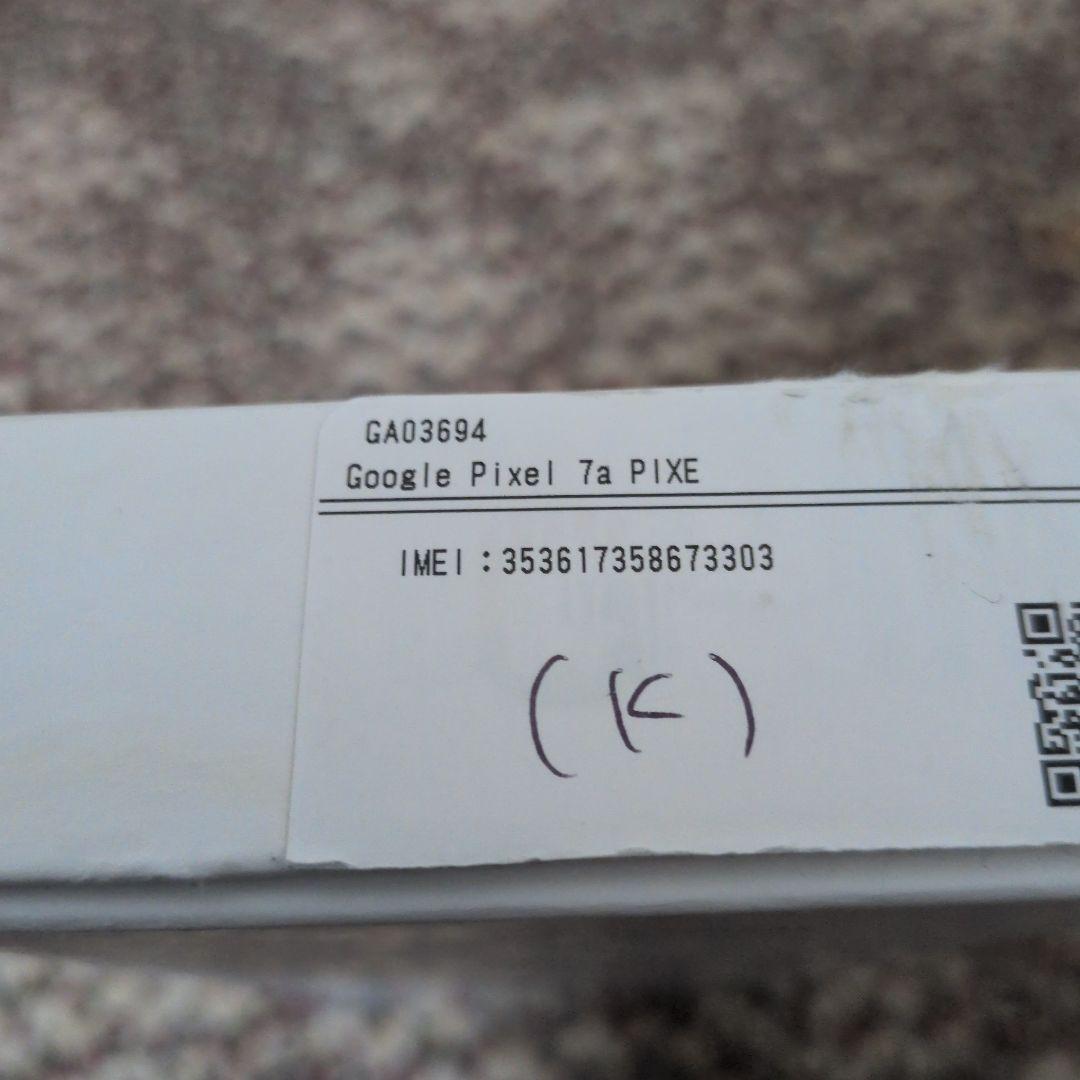 GA03694
Google Pixel 7a PIXE
IMEI:353617358673303
(K)